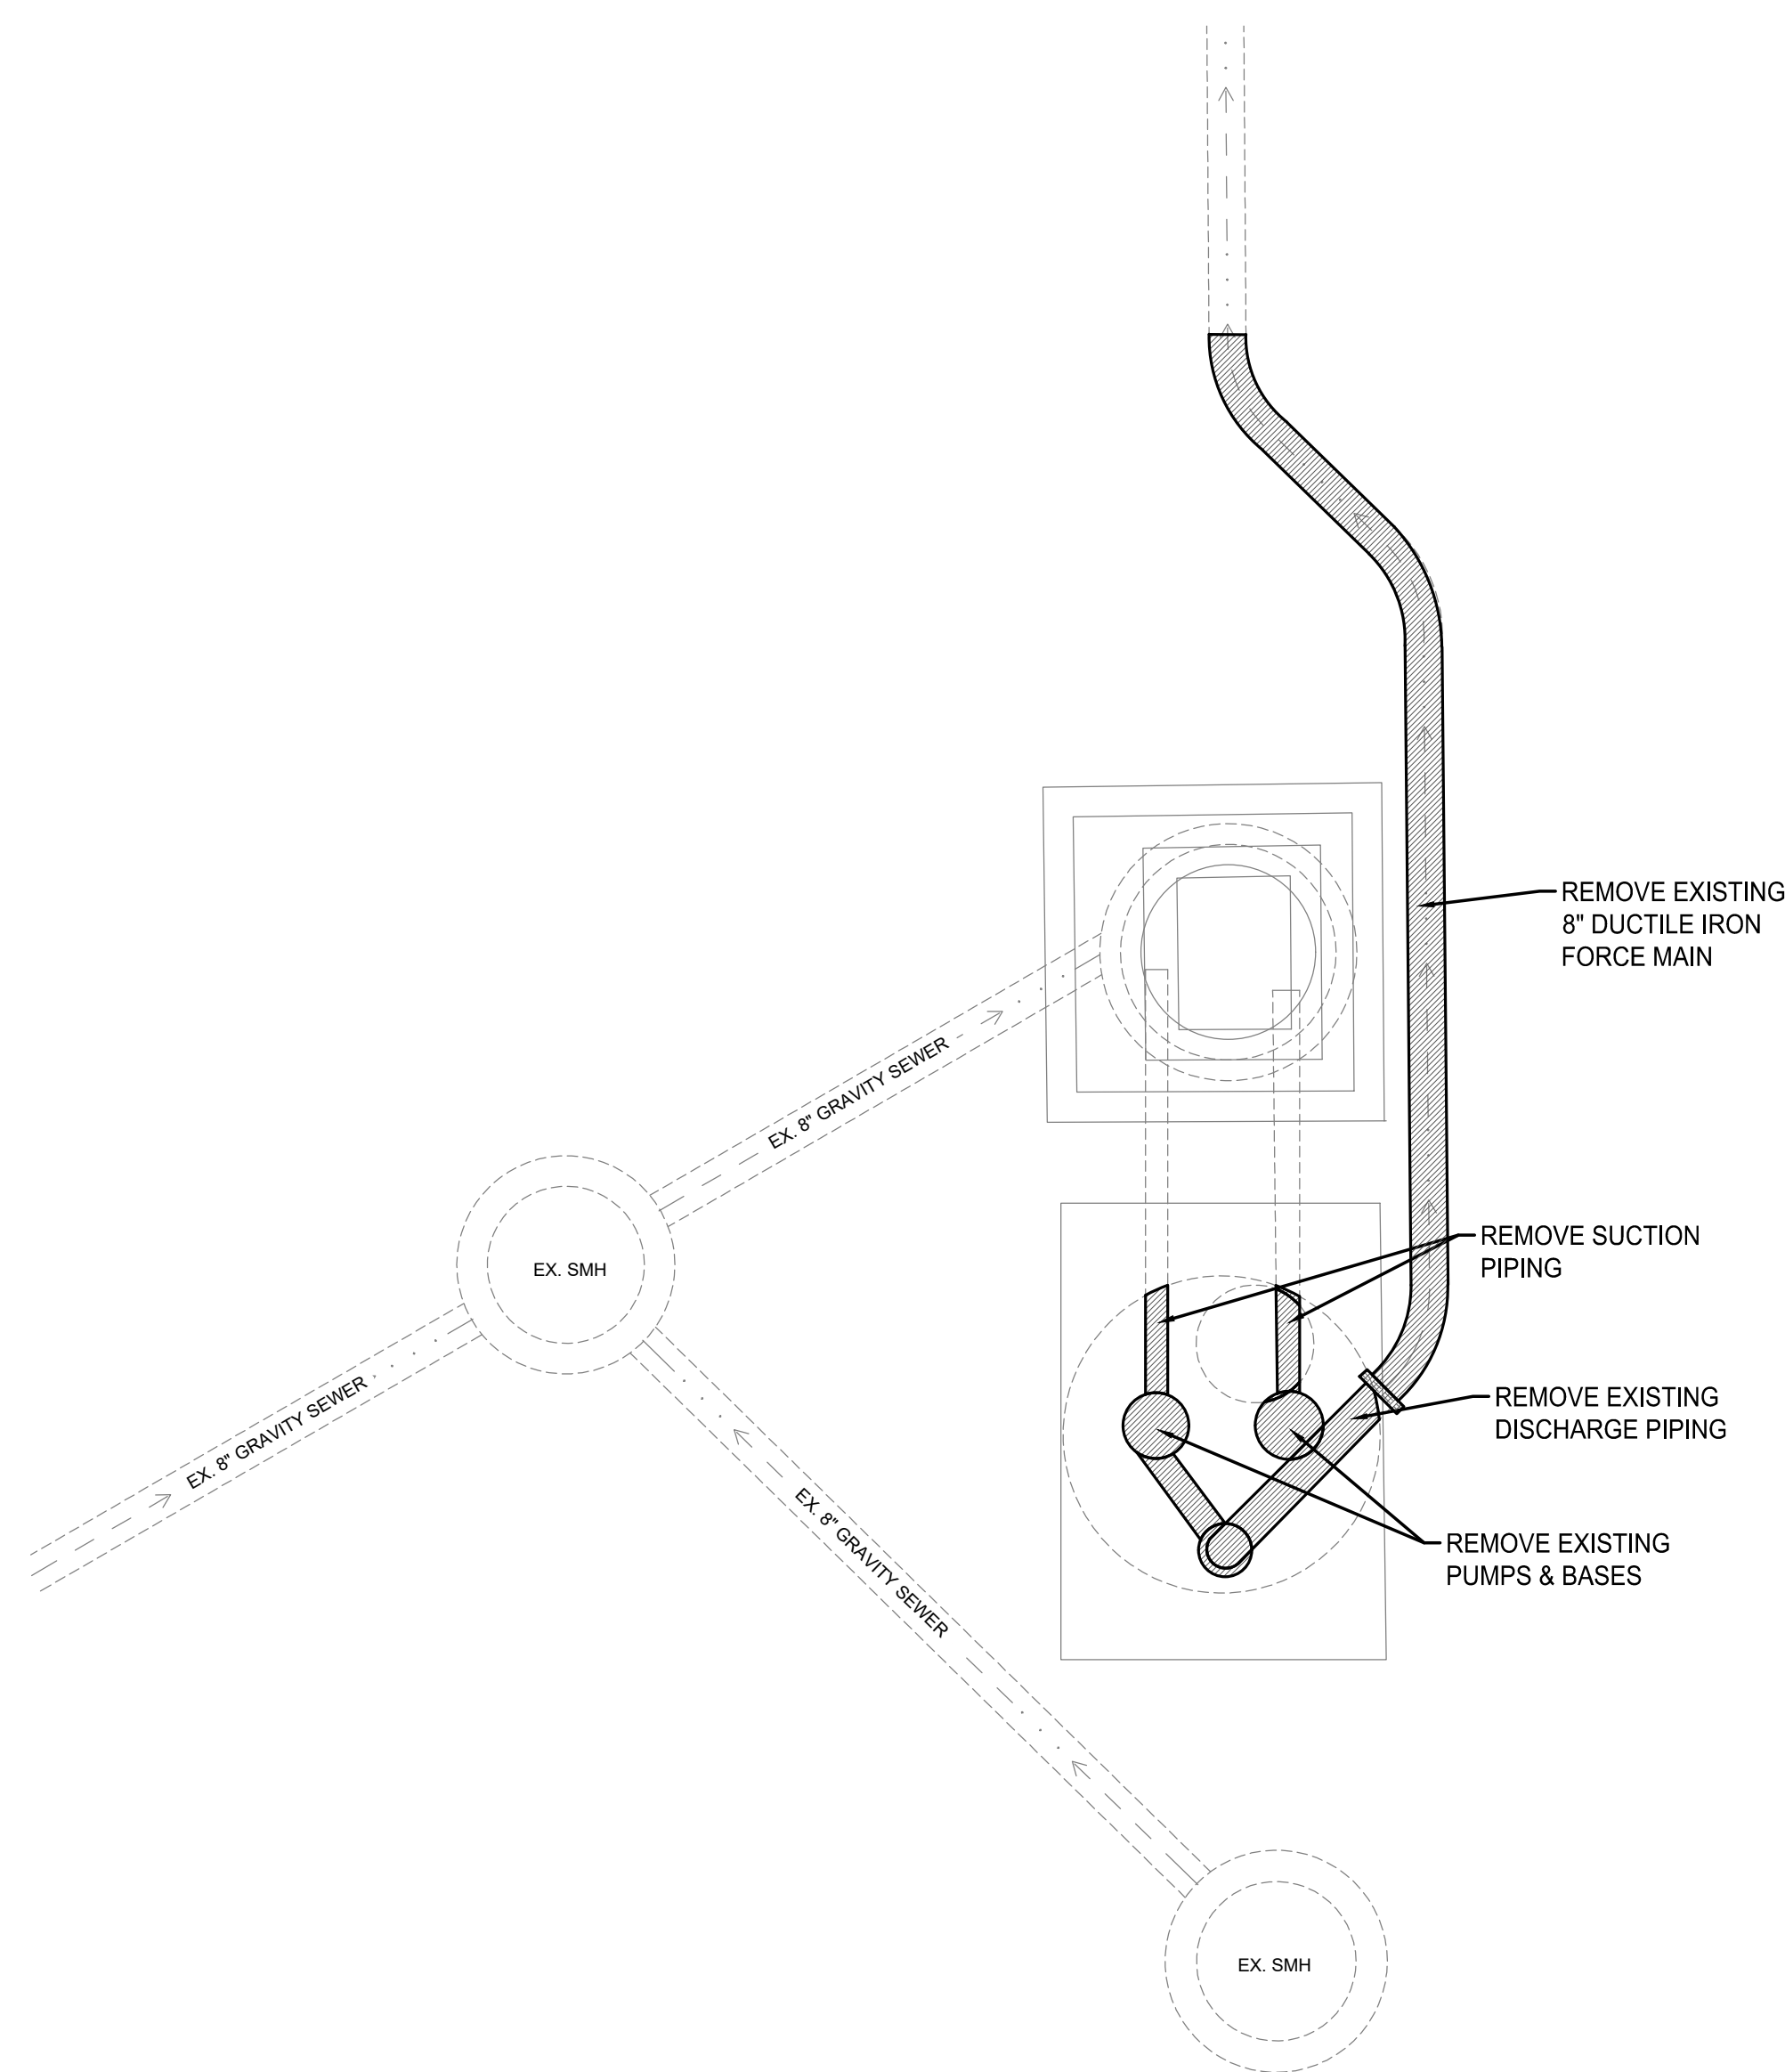 REMOVE EXISTING
8" DUCTILE IRON
FORCE MAIN
EX. 8" GRAVITY SEWER
REMOVE SUCTION
PIPING
EX. SMH
REMOVE EXISTING
DISCHARGE PIPING
EX. 8" GRAVITY SEWER
EX. 8" GRAVITY SEWER
REMOVE EXISTING
PUMPS & BASES
EX. SMH